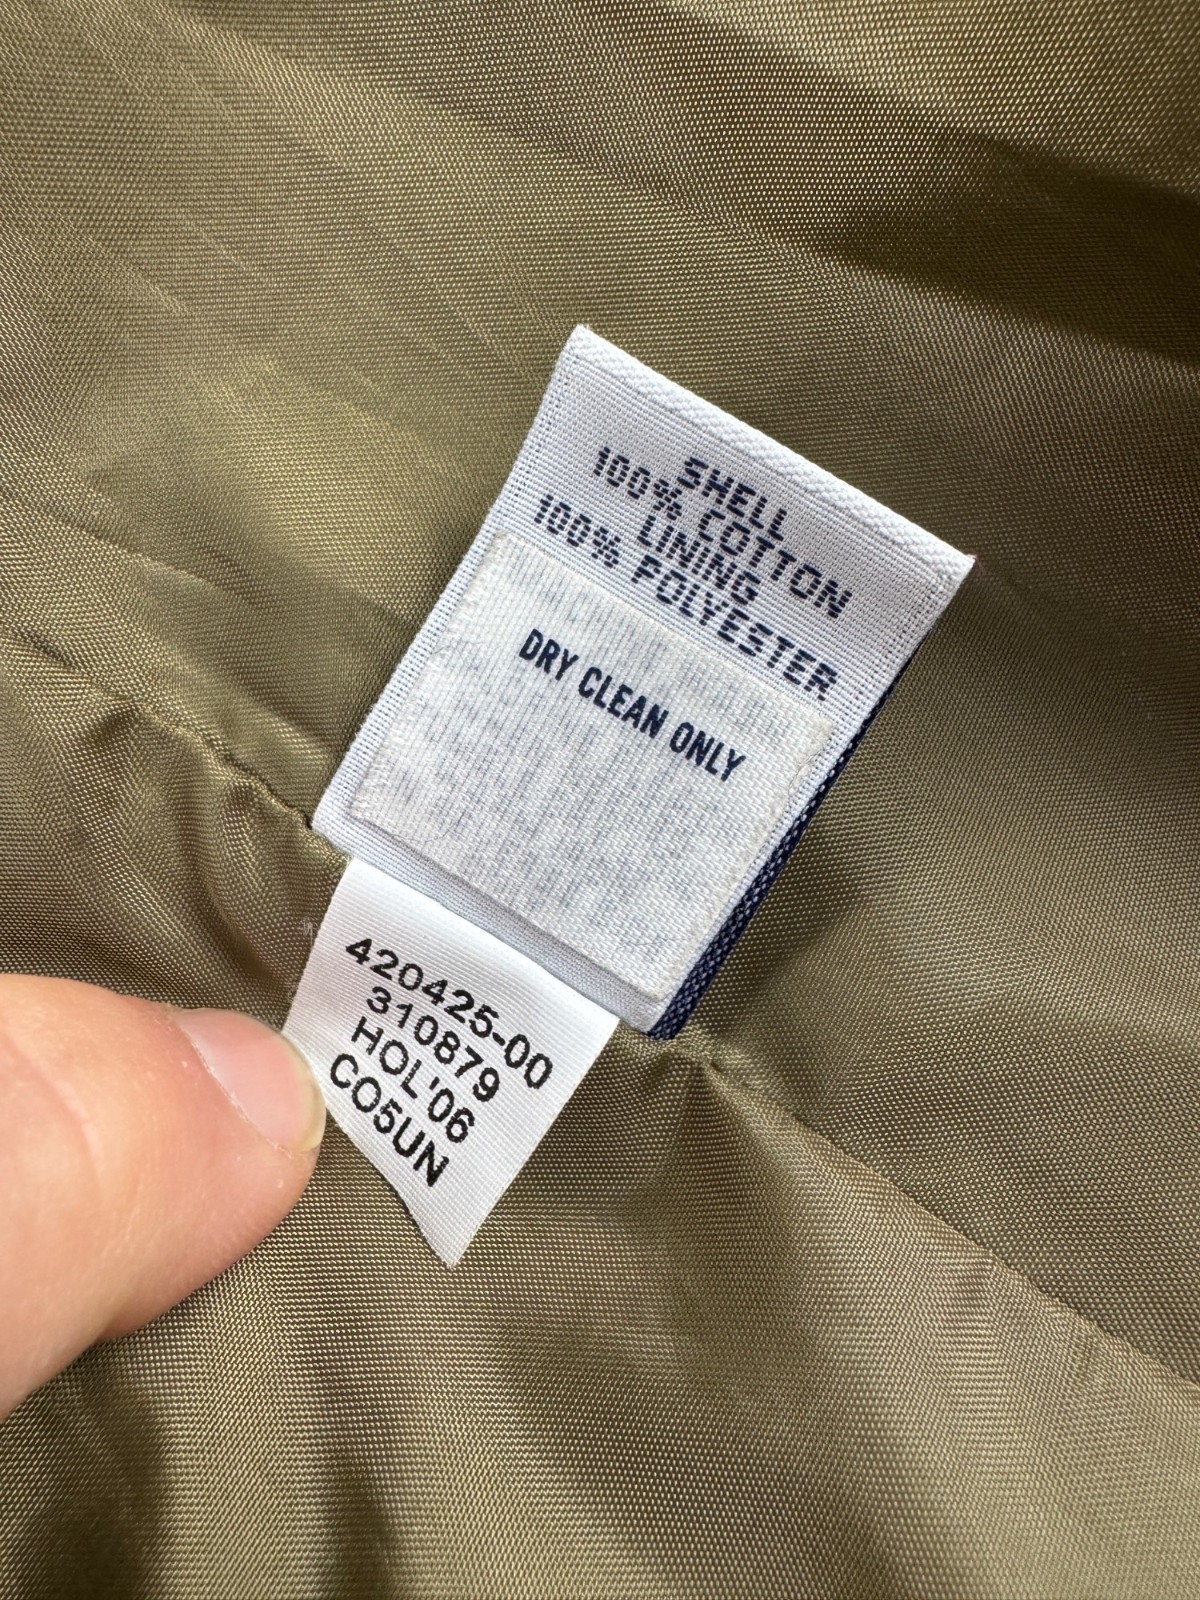 SHELL
100% COTTON
LINING
100% POLYESTER
DRY CLEAN ONLY
420425-00
310879
HOL'06
CO5UN